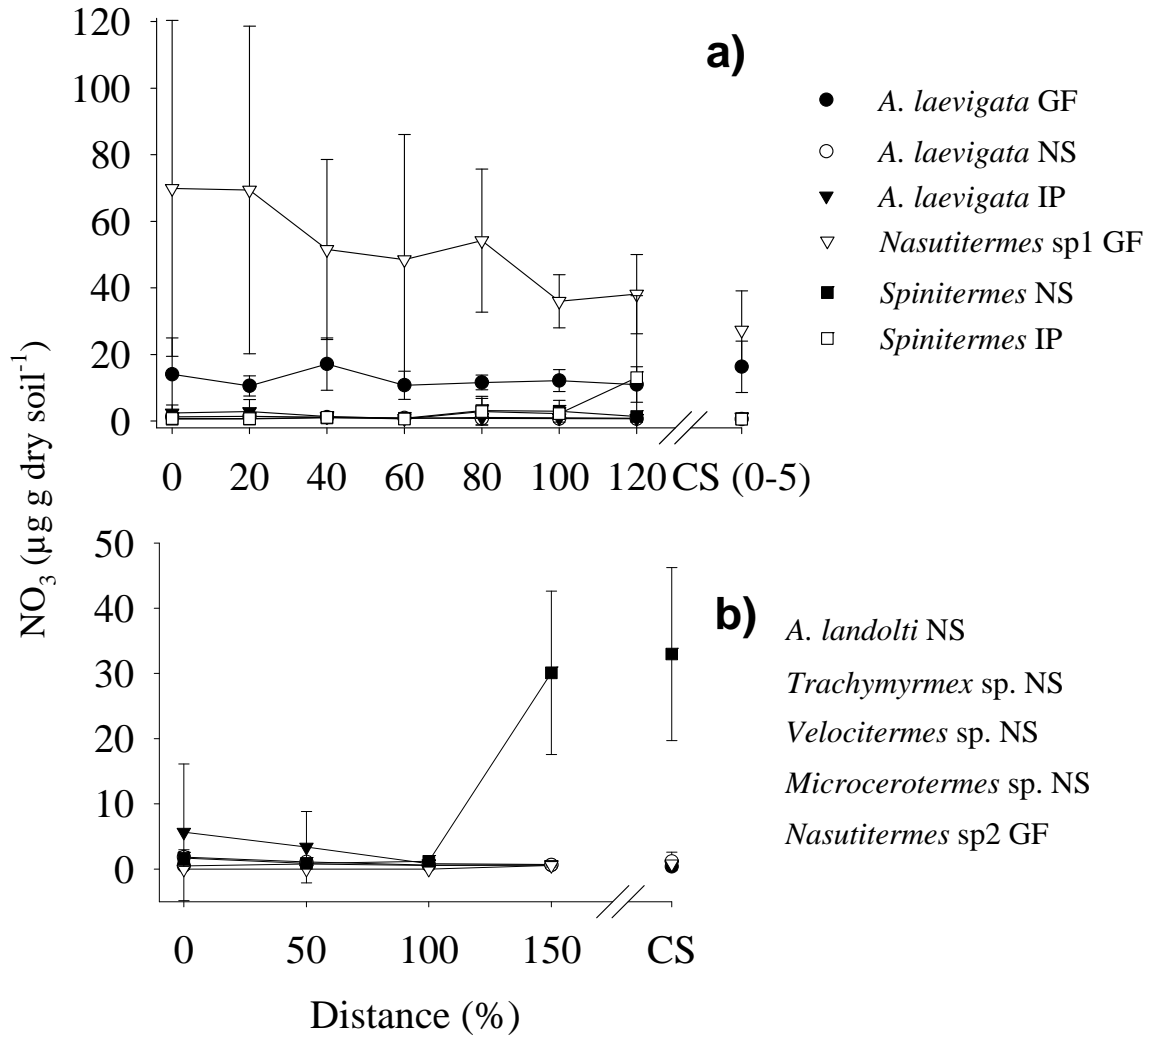 NO₃ (µg g dry soil⁻¹)
120
100
80
60
40
20
0
0 20 40 60 80 100 120 CS (0-5)
a)
A. laevigata GF
A. laevigata NS
A. laevigata IP
Nasutitermes sp1 GF
Spinitermes NS
Spinitermes IP
50
40
30
20
10
0
0 50 100 150 CS
Distance (%)
b)
A. landolti NS
Trachymyrmex sp. NS
Velocitermes sp. NS
Microcerotermes sp. NS
Nasutitermes sp2 GF